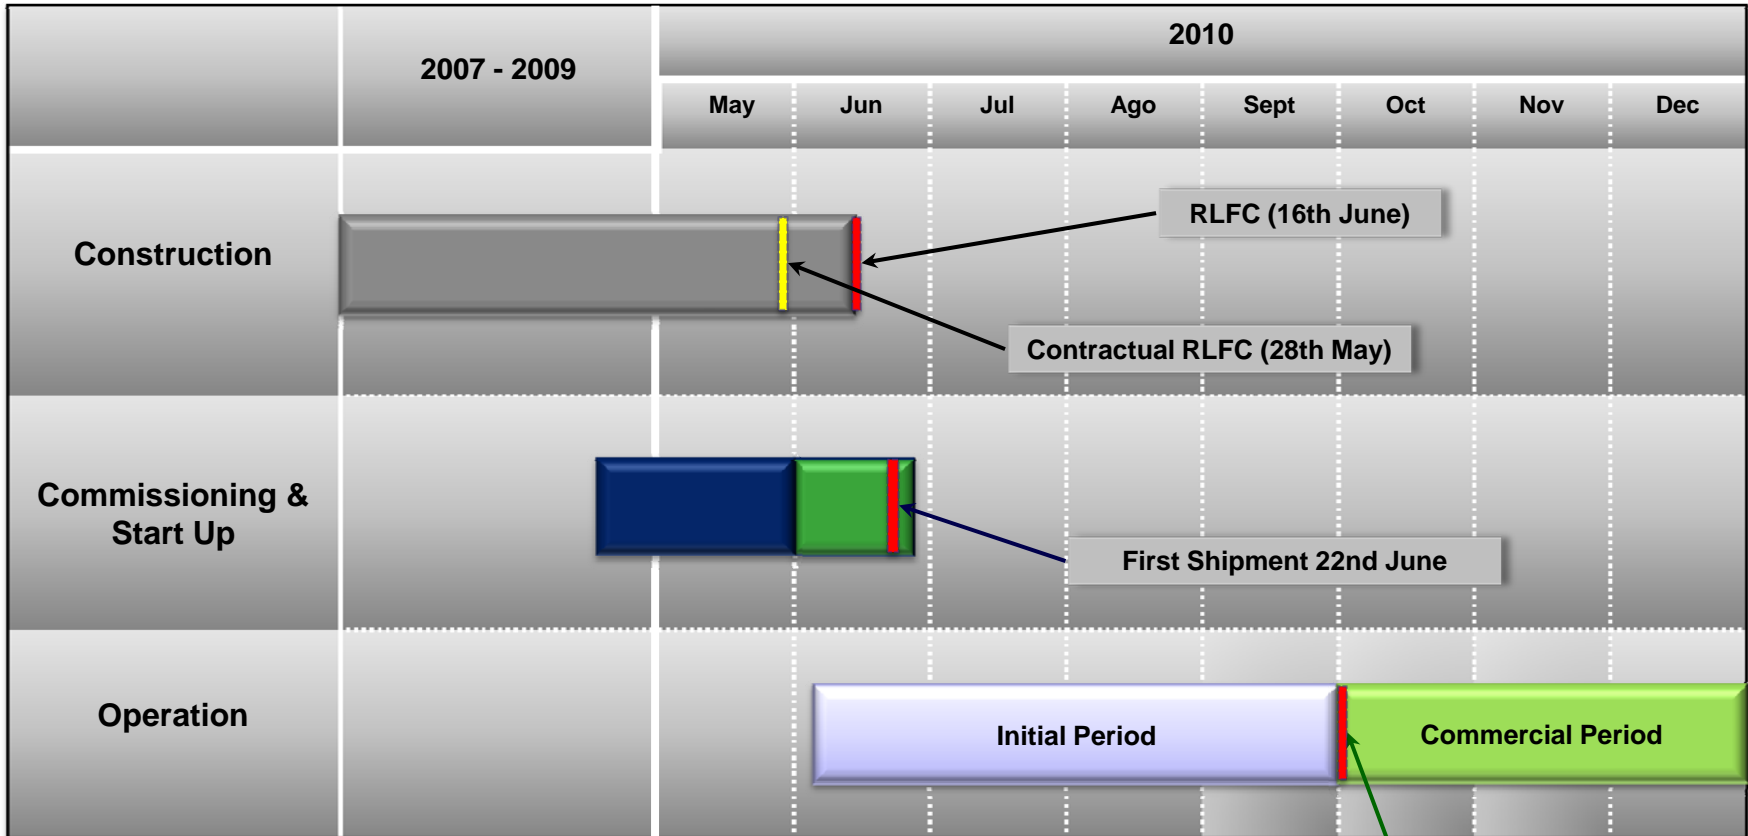 2010
2007 - 2009
May Jun Jul Ago Sept Oct Nov Dec
Construction
RLFC (16th June)
Contractual RLFC (28th May)
Commissioning &
Start Up
First Shipment 22nd June
Operation
Initial Period
Commercial Period